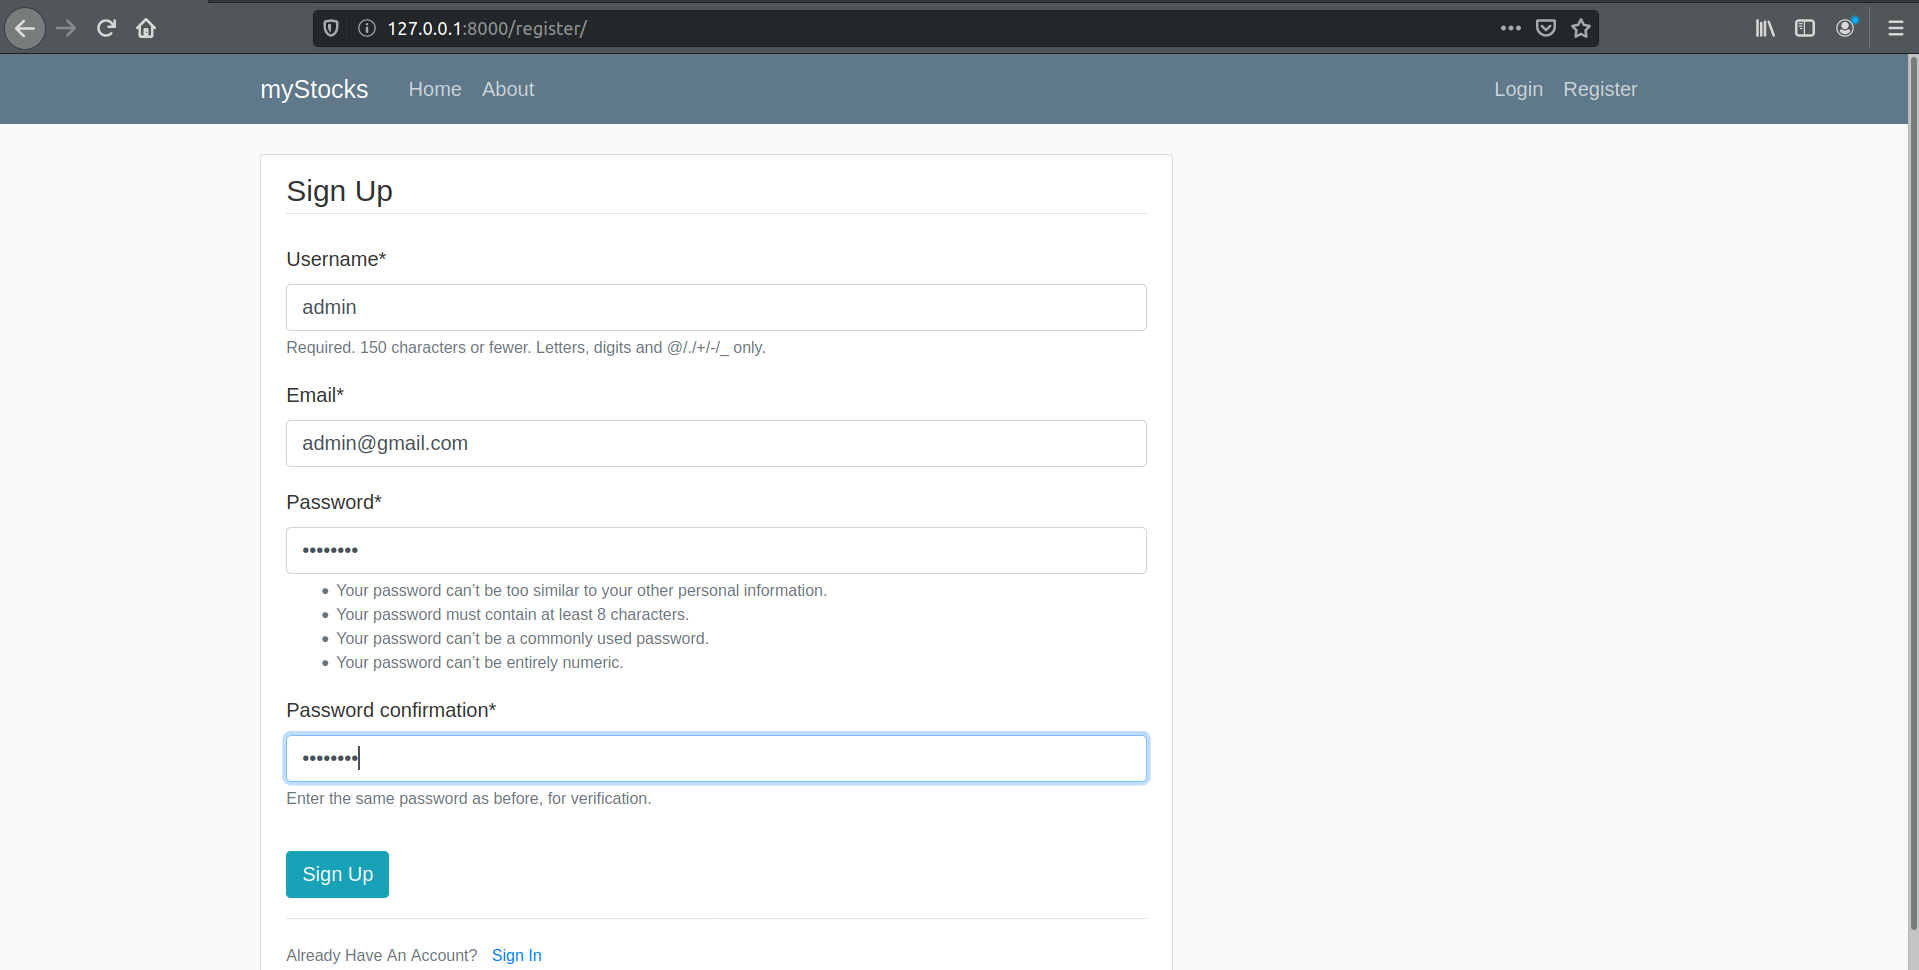 127.0.0.1:8000/register/
myStocks Home About Login Register
Sign Up
Username*
admin
Required. 150 characters or fewer. Letters, digits and @/./+/-/_ only.
Email*
admin@gmail.com
Password*
••••••••
• Your password can’t be too similar to your other personal information.
• Your password must contain at least 8 characters.
• Your password can’t be a commonly used password.
• Your password can’t be entirely numeric.
Password confirmation*
••••••••
Enter the same password as before, for verification.
Sign Up
Already Have An Account? Sign In